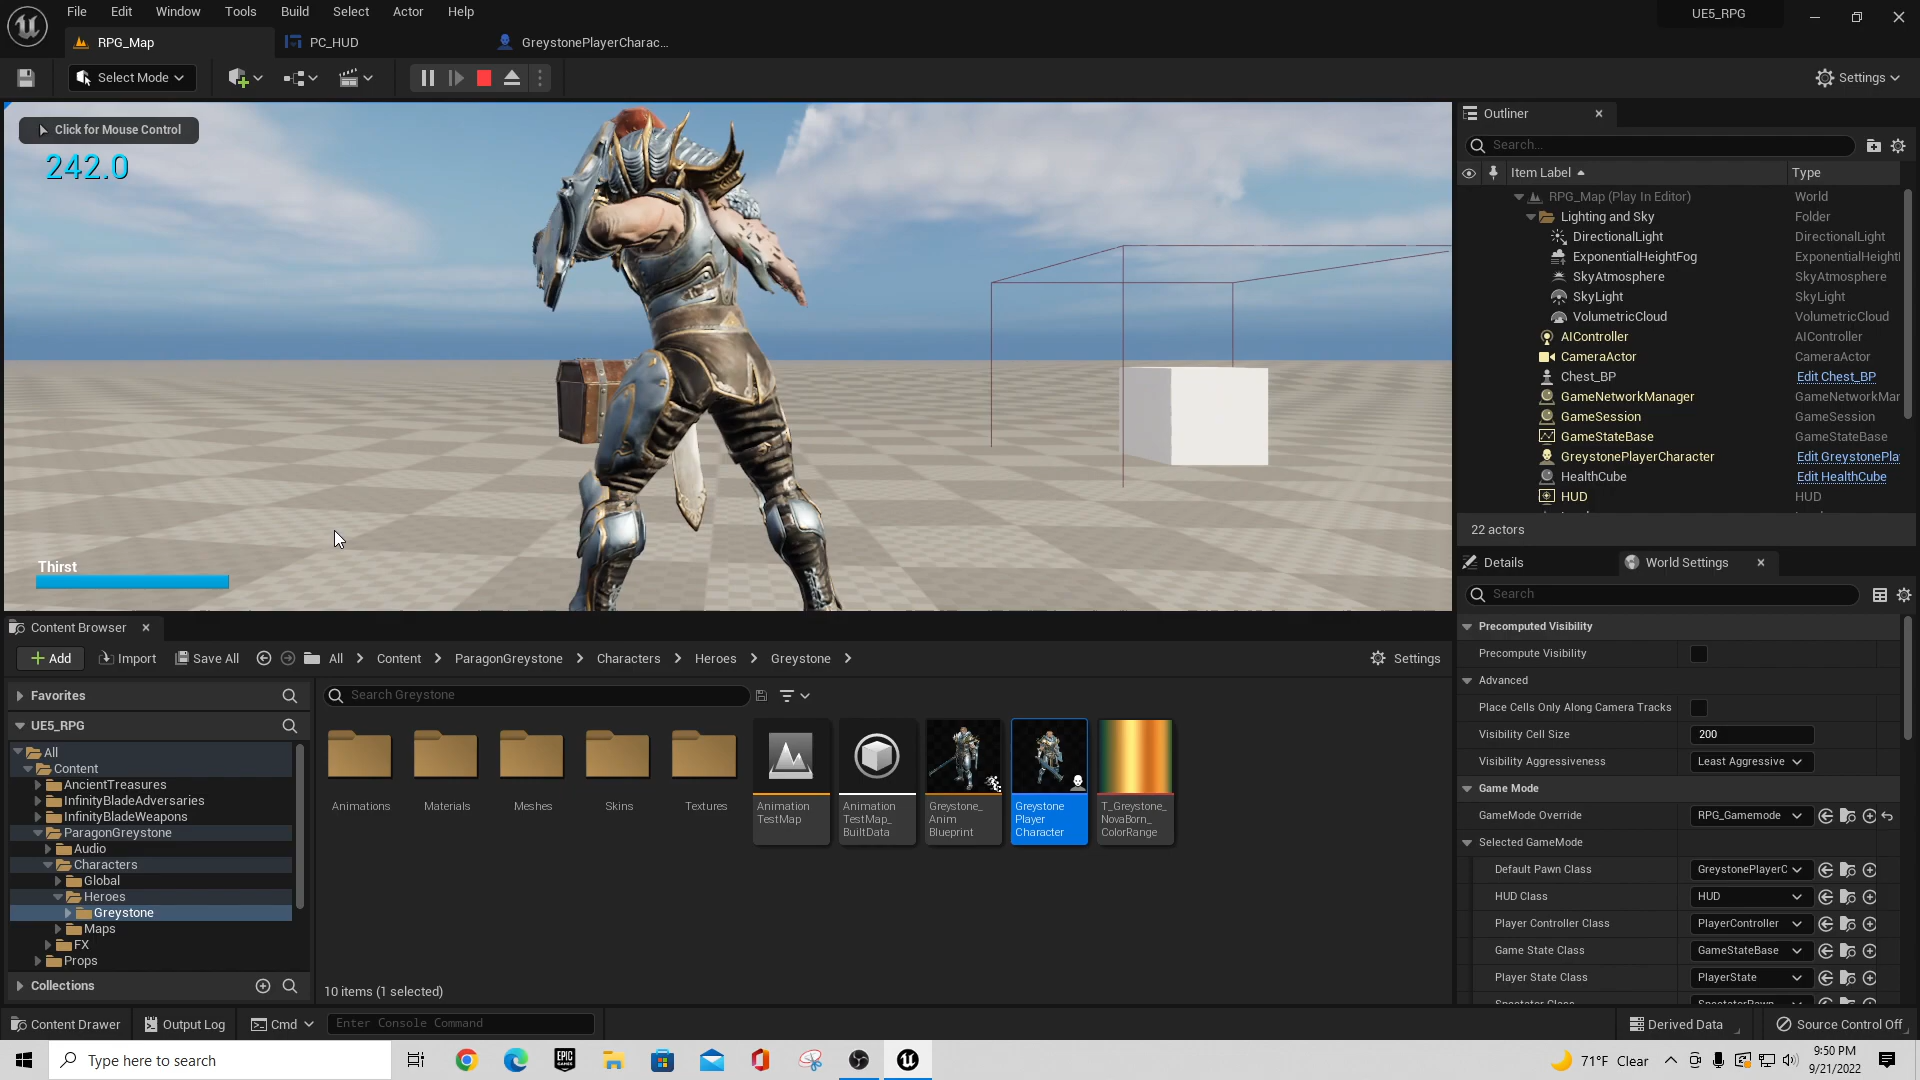 File Edit Window Tools Build Select Actor Help
UE5_RPG
RPG_Map
PC_HUD
GreystonePlayerCharac...
Select Mode
Settings
Click for Mouse Control
242.0
Thirst
Outliner
Search...
Item Label
Type
RPG_Map (Play In Editor) World
Lighting and Sky Folder
DirectionalLight DirectionalLight
ExponentialHeightFog ExponentialHeightI
SkyAtmosphere SkyAtmosphere
SkyLight SkyLight
VolumetricCloud VolumetricCloud
AIController AIController
CameraActor CameraActor
Chest_BP Edit Chest_BP
GameNetworkManager GameNetworkMar
GameSession GameSession
GameStateBase GameStateBase
GreystonePlayerCharacter Edit GreystonePla
HealthCube Edit HealthCube
HUD HUD
22 actors
Details
World Settings
Search
Precomputed Visibility
Precompute Visibility
Advanced
Place Cells Only Along Camera Tracks
Visibility Cell Size 200
Visibility Aggressiveness Least Aggressive
Game Mode
GameMode Override RPG_Gamemode
Selected GameMode
Default Pawn Class GreystonePlayerC
HUD Class HUD
Player Controller Class PlayerController
Game State Class GameStateBase
Player State Class PlayerState
Content Browser
Add Import Save All All Content ParagonGreystone Characters Heroes Greystone Settings
Favorites
Search Greystone
UE5_RPG
All
Content
AncientTreasures
InfinityBladeAdversaries
InfinityBladeWeapons
ParagonGreystone
Audio
Characters
Global
Heroes
Greystone
Maps
FX
Props
Collections
Animations
Materials
Meshes
Skins
Textures
Animation
TestMap
Animation
TestMap_
BuiltData
Greystone_
Anim
Blueprint
Greystone
Player
Character
T_Greystone_
NovaBorn_
ColorRange
10 items (1 selected)
Content Drawer Output Log Cmd Enter Console Command Derived Data Source Control Off
Type here to search
EPIC
GAMES
71°F Clear
9:50 PM
9/21/2022